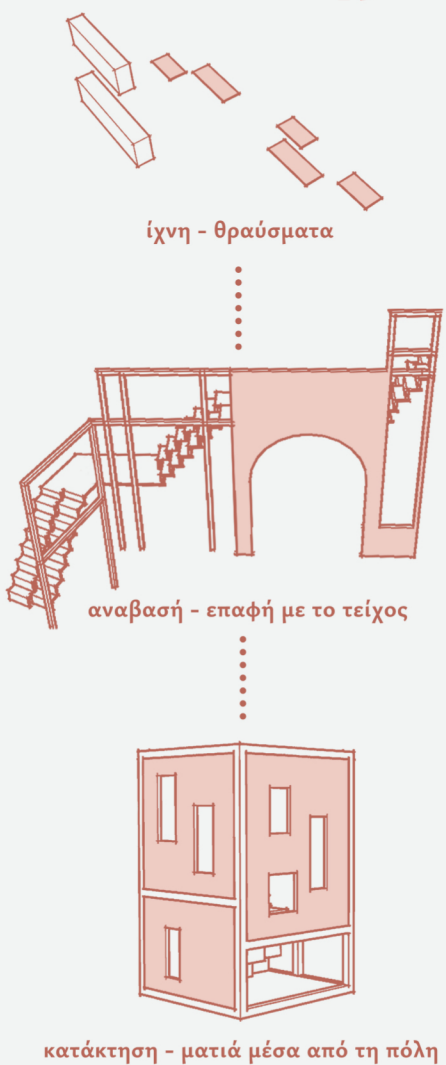 ίχνη - θραύσματα
αναβασή - επαφή με το τείχος
κατάκτηση - ματιά μέσα από τη πόλη